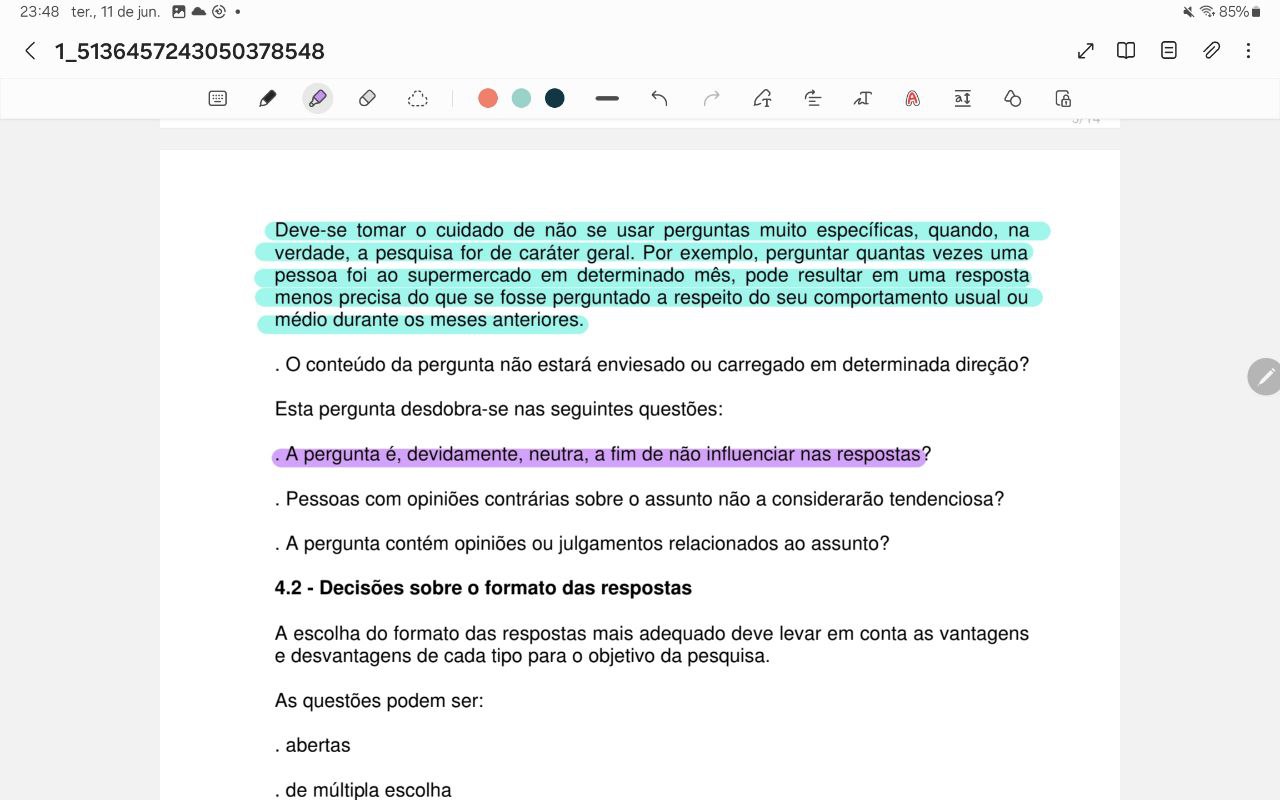 23:48 ter., 11 de jun.
85%
1_5136457243050378548
Deve-se tomar o cuidado de não se usar perguntas muito específicas, quando, na
verdade, a pesquisa for de caráter geral. Por exemplo, perguntar quantas vezes uma
pessoa foi ao supermercado em determinado mês, pode resultar em uma resposta
menos precisa do que se fosse perguntado a respeito do seu comportamento usual ou
médio durante os meses anteriores.
. O conteúdo da pergunta não estará enviesado ou carregado em determinada direção?
Esta pergunta desdobra-se nas seguintes questões:
. A pergunta é, devidamente, neutra, a fim de não influenciar nas respostas?
. Pessoas com opiniões contrárias sobre o assunto não a considerarão tendenciosa?
. A pergunta contém opiniões ou julgamentos relacionados ao assunto?
4.2 - Decisões sobre o formato das respostas
A escolha do formato das respostas mais adequado deve levar em conta as vantagens
e desvantagens de cada tipo para o objetivo da pesquisa.
As questões podem ser:
. abertas
. de múltipla escolha